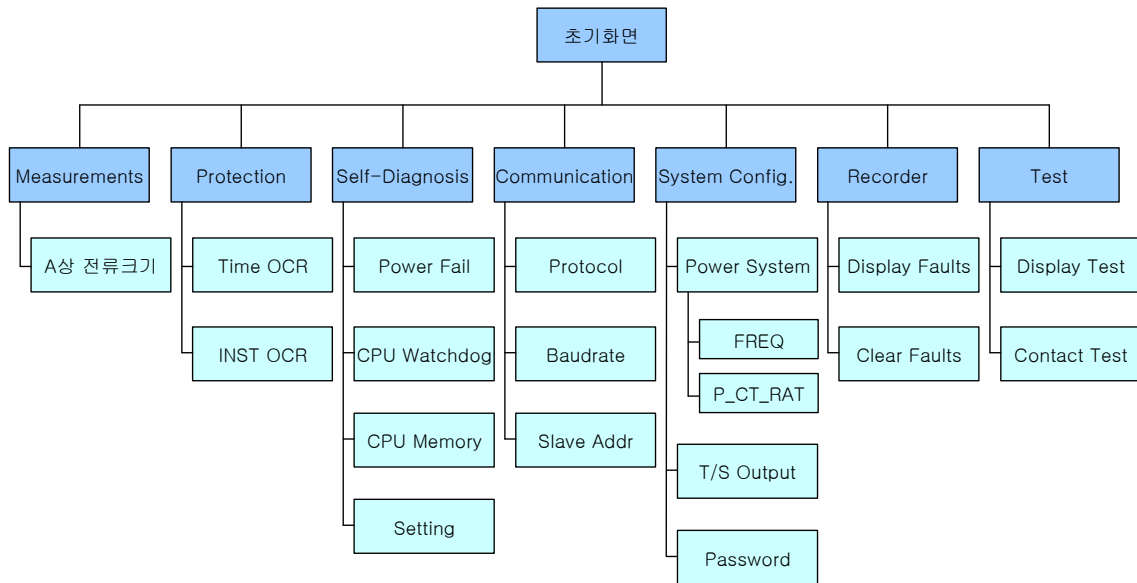 초기화면
Measurements
Protection
Self-Diagnosis
Communication
System Config.
Recorder
Test
A상 전류크기
Time OCR
Power Fail
Protocol
Power System
Display Faults
Display Test
INST OCR
CPU Watchdog
Baudrate
FREQ
Clear Faults
Contact Test
P_CT_RAT
CPU Memory
Slave Addr
T/S Output
Setting
Password